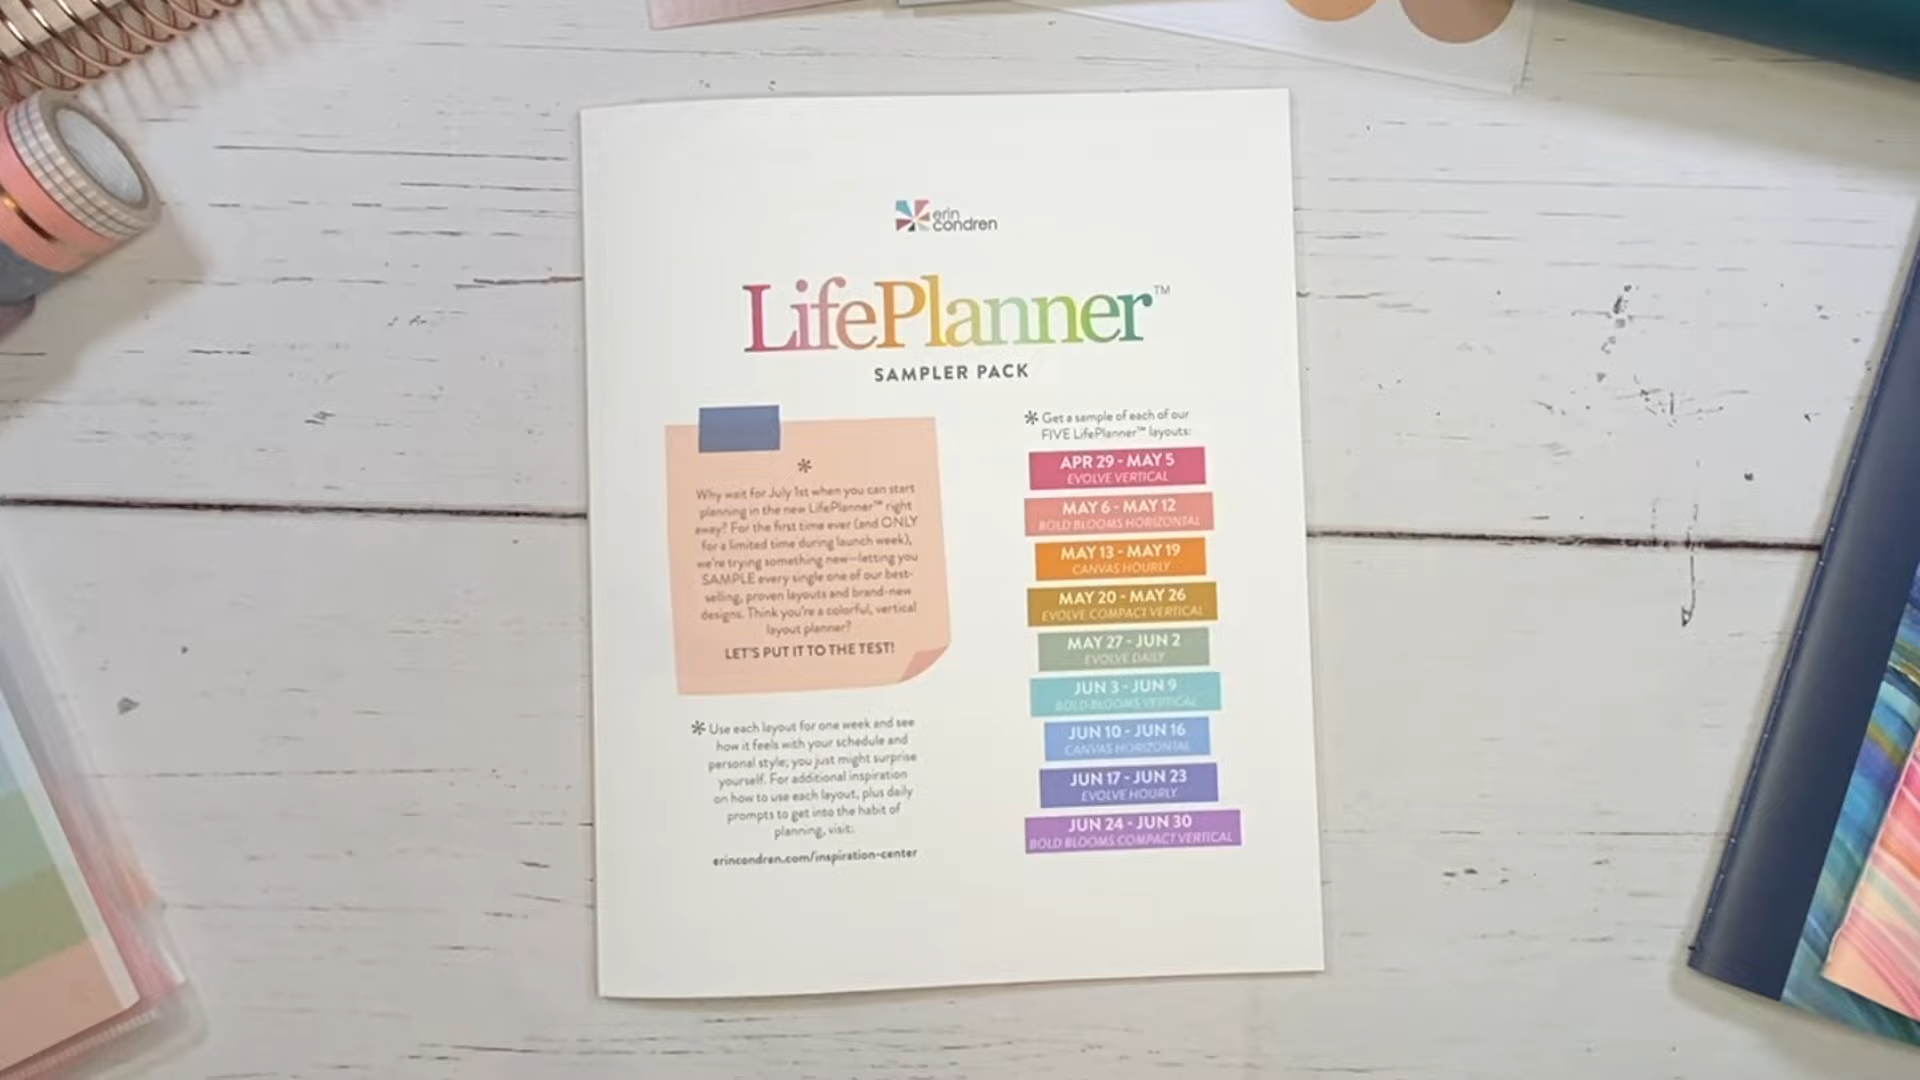 erin
condren
LifePlanner™
SAMPLER PACK
*
Why wait for July 1st when you can start
planning in the new LifePlanner™ right
away? For the first time ever (and ONLY
for a limited time during launch week),
we're trying something new—letting you
SAMPLE every single one of our best-
selling, proven layouts and brand-new
designs. Think you're a colorful, vertical
layout planner?
LET'S PUT IT TO THE TEST!
* Use each layout for one week and see
how it feels with your schedule and
personal style; you just might surprise
yourself. For additional inspiration
on how to use each layout, plus daily
prompts to get into the habit of
planning, visit:
erincondren.com/inspiration-center
* Get a sample of each of our
FIVE LifePlanner™ layouts:
APR 29 - MAY 5
EVOLVE VERTICAL
MAY 6 - MAY 12
BOLD BLOOMS HORIZONTAL
MAY 13 - MAY 19
CANVAS HOURLY
MAY 20 - MAY 26
EVOLVE COMPACT VERTICAL
MAY 27 - JUN 2
EVOLVE DAILY
JUN 3 - JUN 9
BOLD BLOOMS VERTICAL
JUN 10 - JUN 16
CANVAS HORIZONTAL
JUN 17 - JUN 23
EVOLVE HOURLY
JUN 24 - JUN 30
BOLD BLOOMS COMPACT VERTICAL